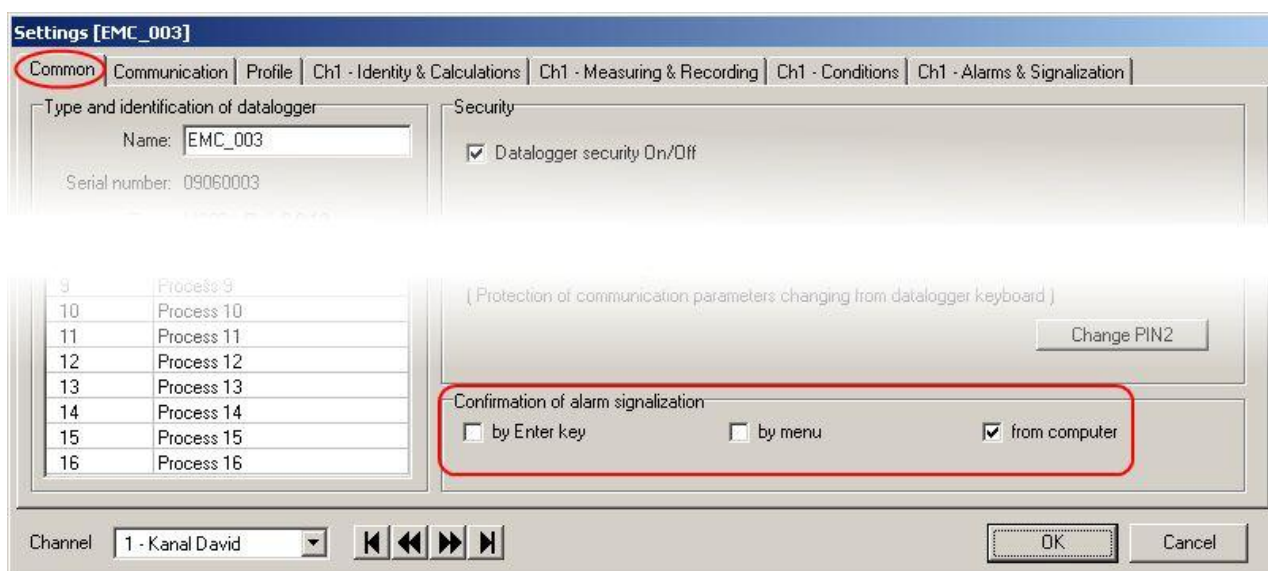 Settings [EMC_003]
Common Communication Profile Ch1 - Identity & Calculations Ch1 - Measuring & Recording Ch1 - Conditions Ch1 - Alarms & Signalization
Type and identification of datalogger
Name: EMC_003
Serial number: 09060003
Security
Datalogger security On/Off
9 Process 9
10 Process 10
11 Process 11
12 Process 12
13 Process 13
14 Process 14
15 Process 15
16 Process 16
( Protection of communication parameters changing from datalogger keyboard )
Change PIN2
Confirmation of alarm signalization
by Enter key by menu from computer
Channel 1 - Kanal David OK Cancel